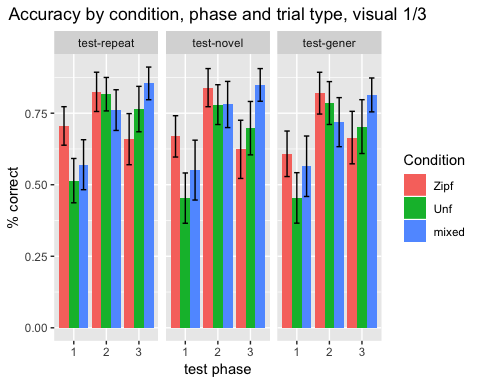 Accuracy by condition, phase and trial type, visual 1/3
test-repeat
test-novel
test-gener
% correct
0.75
0.50
0.25
0.00
1 2 3
1 2 3
1 2 3
test phase
Condition
Zipf
Unf
mixed